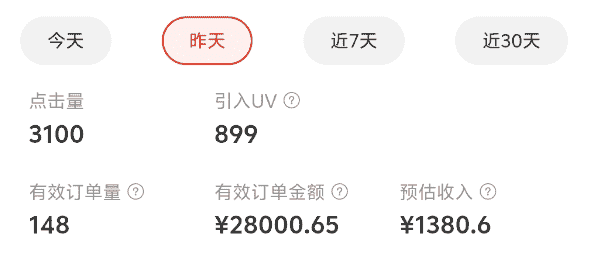 今天 昨天 近7天 近30天
点击量 引入UV ?
3100 899
有效订单量 ? 有效订单金额 ? 预估收入 ?
148 ¥28000.65 ¥1380.6